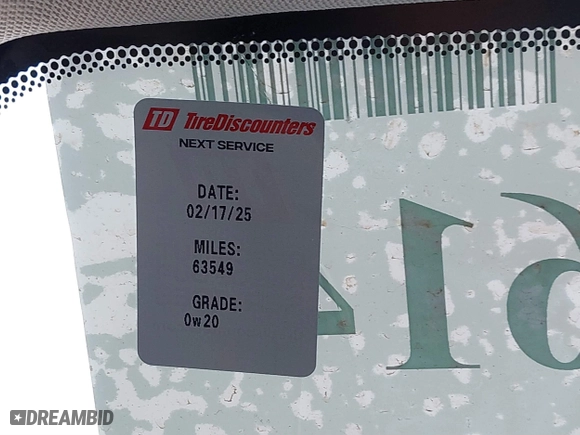 TD TireDiscounters
NEXT SERVICE
DATE:
02/17/25
MILES:
63549
GRADE:
0w20
DREAMBID